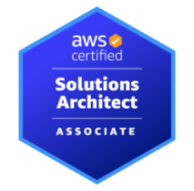 aws
certified
Solutions
Architect
ASSOCIATE